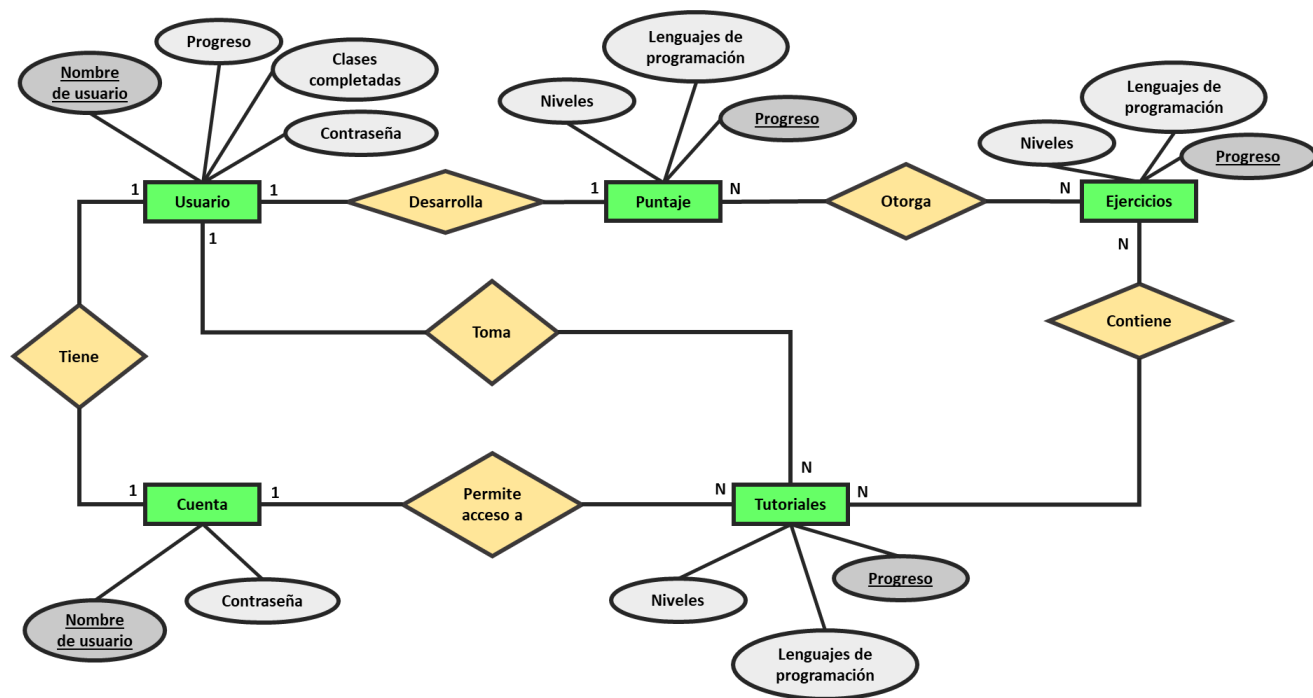 Progreso
Nombre
de usuario
Clases
completadas
Contraseña
Lenguajes de
programación
Niveles
Progreso
Lenguajes de
programación
Niveles
Progreso
1
Usuario
1
Desarrolla
1
Puntaje
N
Otorga
N
Ejercicios
1
N
Tiene
Toma
Contiene
N
1
Cuenta
1
Permite
acceso a
N
Tutoriales
N
Nombre
de usuario
Contraseña
Niveles
Progreso
Lenguajes de
programación